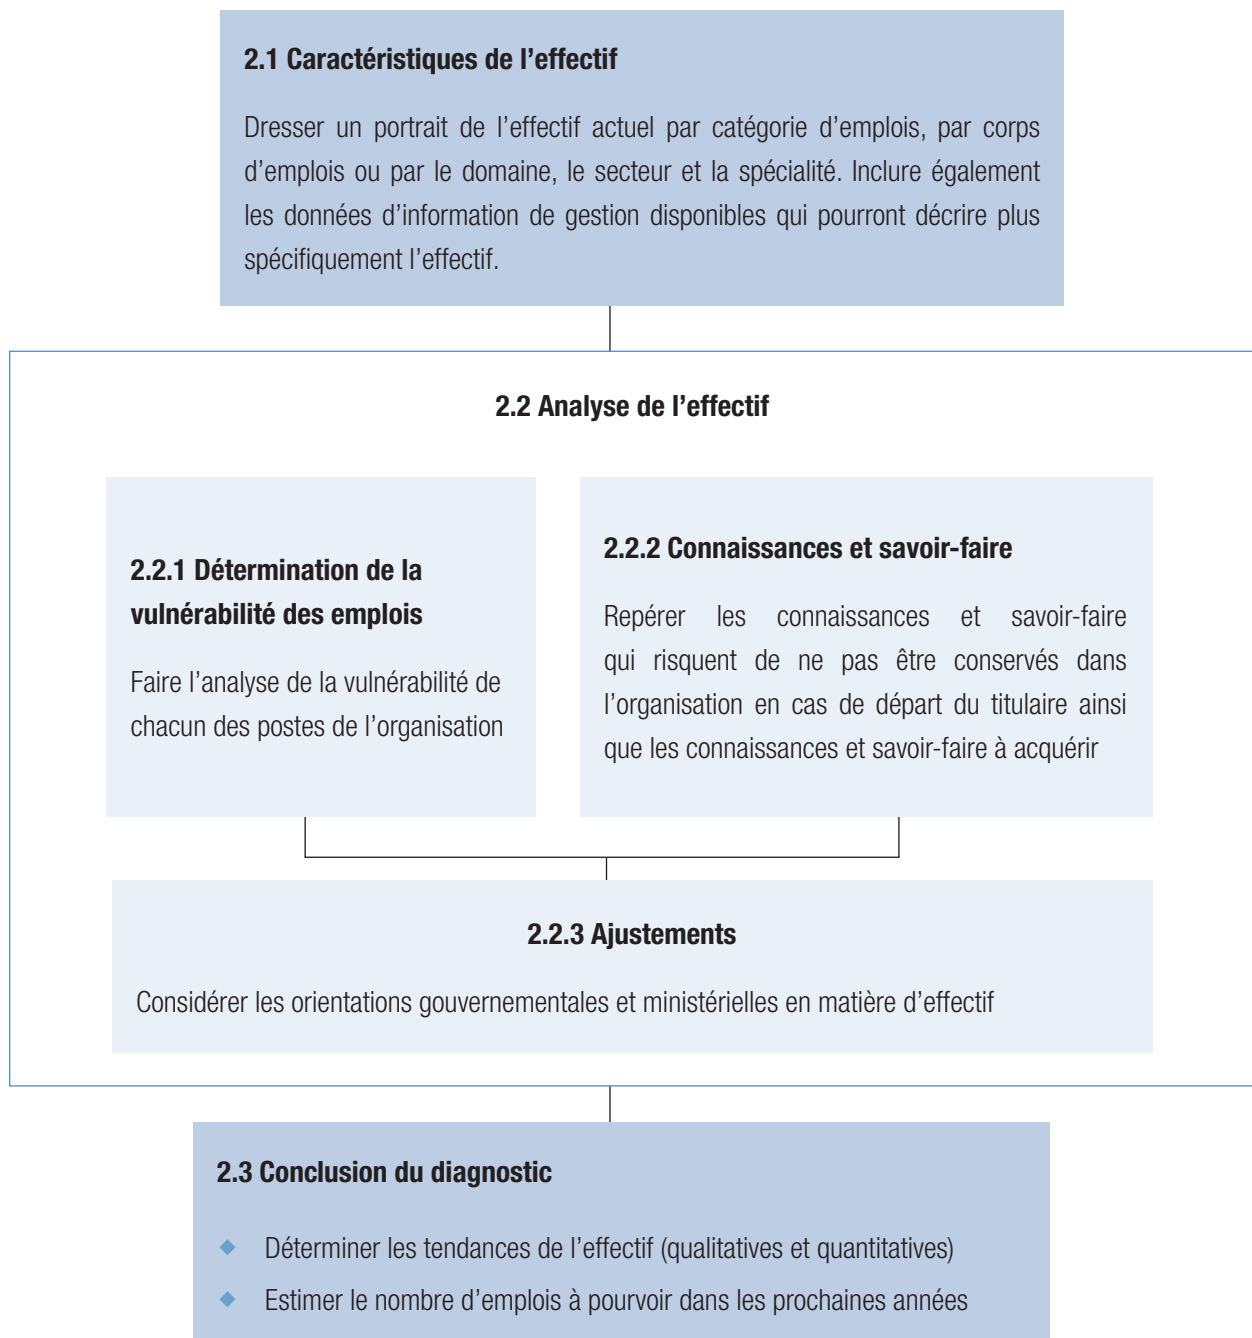 2.1 Caractéristiques de l’effectif
Dresser un portrait de l’effectif actuel par catégorie d’emplois, par corps
d’emplois ou par le domaine, le secteur et la spécialité. Inclure également
les données d’information de gestion disponibles qui pourront décrire plus
spécifiquement l’effectif.
2.2 Analyse de l’effectif
2.2.1 Détermination de la
vulnérabilité des emplois
Faire l’analyse de la vulnérabilité de
chacun des postes de l’organisation
2.2.2 Connaissances et savoir-faire
Repérer les connaissances et savoir-faire
qui risquent de ne pas être conservés dans
l’organisation en cas de départ du titulaire ainsi
que les connaissances et savoir-faire à acquérir
2.2.3 Ajustements
Considérer les orientations gouvernementales et ministérielles en matière d’effectif
2.3 Conclusion du diagnostic
◆ Déterminer les tendances de l’effectif (qualitatives et quantitatives)
◆ Estimer le nombre d’emplois à pourvoir dans les prochaines années